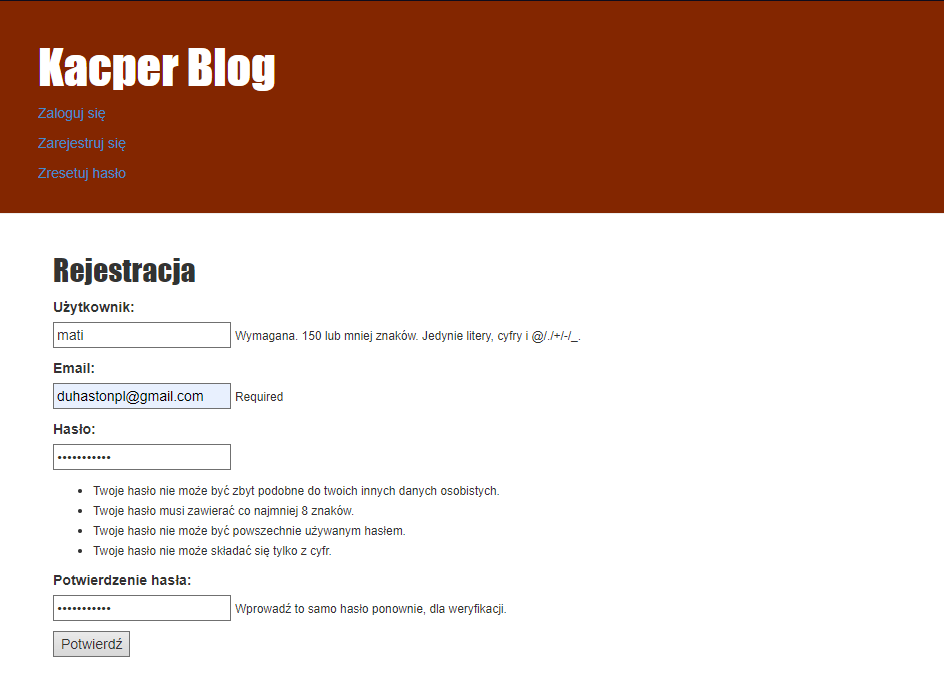 Kacper Blog
Zaloguj się
Zarejestruj się
Zresetuj hasło
Rejestracja
Użytkownik:
mati Wymagana. 150 lub mniej znaków. Jedynie litery, cyfry i @/./+/-/_.
Email:
duhastonpl@gmail.com Required
Hasło:
•••••••••••
• Twoje hasło nie może być zbyt podobne do twoich innych danych osobistych.
• Twoje hasło musi zawierać co najmniej 8 znaków.
• Twoje hasło nie może być powszechnie używanym hasłem.
• Twoje hasło nie może składać się tylko z cyfr.
Potwierdzenie hasła:
••••••••••• Wprowadź to samo hasło ponownie, dla weryfikacji.
Potwierdź